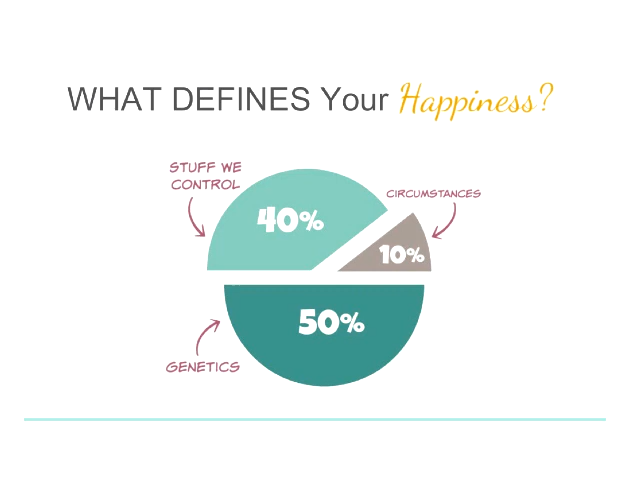 WHAT DEFINES Your Happiness?
STUFF WE
CONTROL
40%
CIRCUMSTANCES
10%
50%
GENETICS